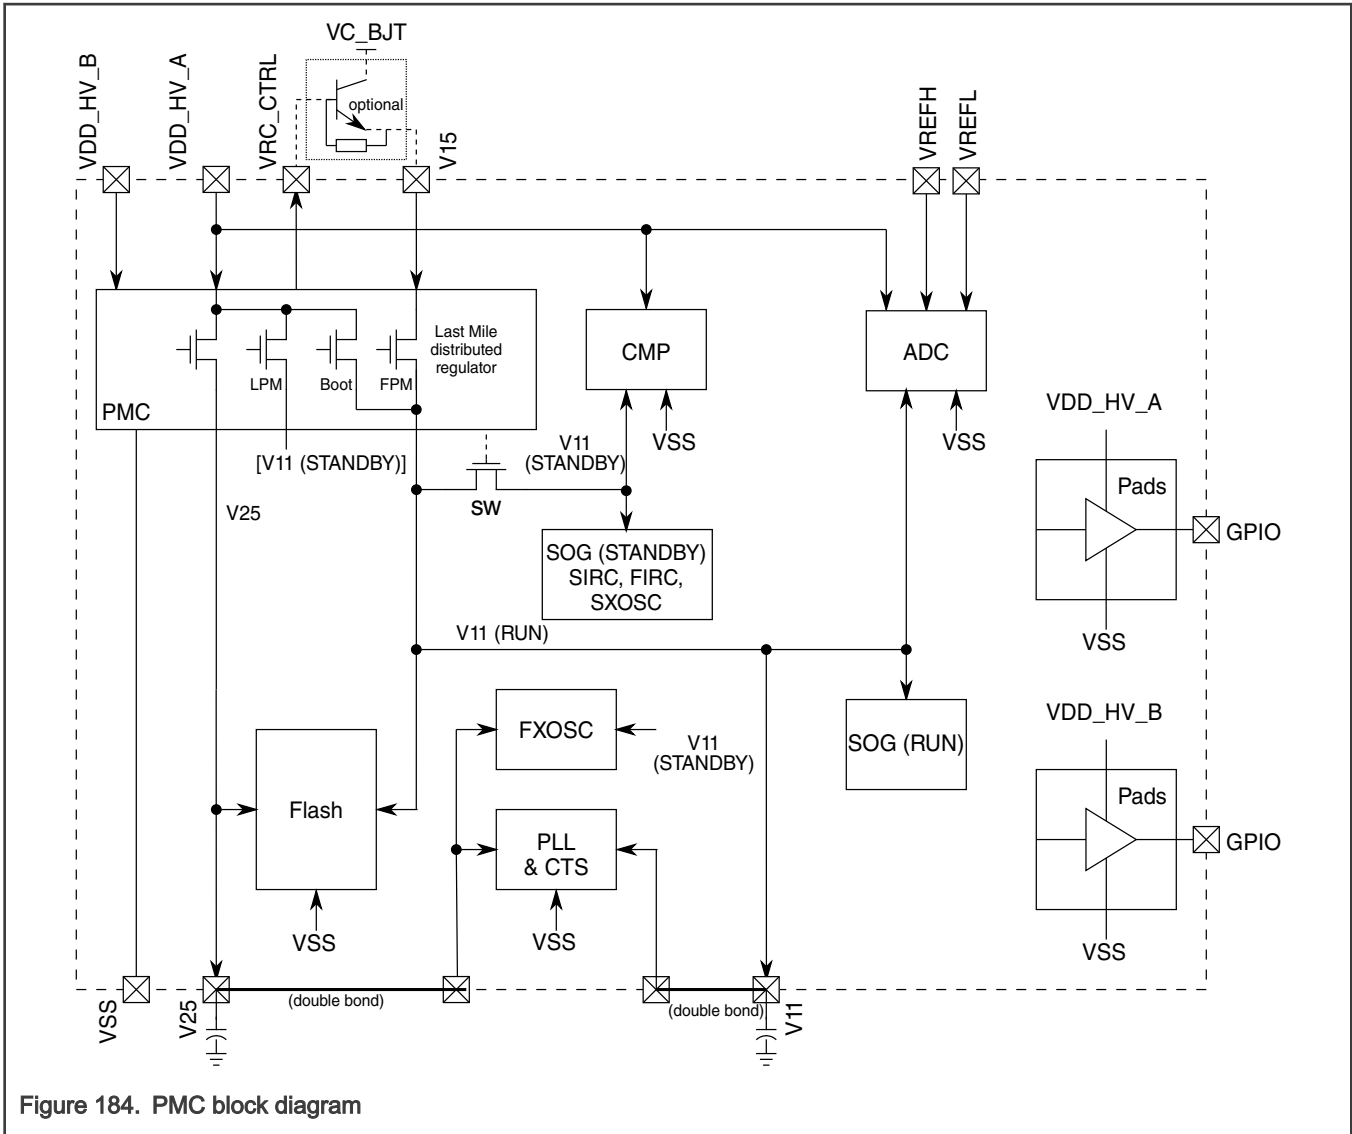 VC_BJT
VDD_HV_B
VDD_HV_A
VRC_CTRL
optional
V15
VREFH
VREFL
Last Mile
distributed
regulator
LPM
Boot
FPM
PMC
CMP
ADC
VSS
VSS
[V11 (STANDBY)]
V11
(STANDBY)
SW
V25
SOG (STANDBY)
SIRC, FIRC,
SXOSC
V11 (RUN)
VDD_HV_A
Pads
GPIO
VSS
FXOSC
V11
(STANDBY)
SOG (RUN)
VDD_HV_B
Pads
GPIO
VSS
Flash
VSS
PLL
& CTS
VSS
VSS
V25
(double bond)
(double bond)
V11
Figure 184. PMC block diagram